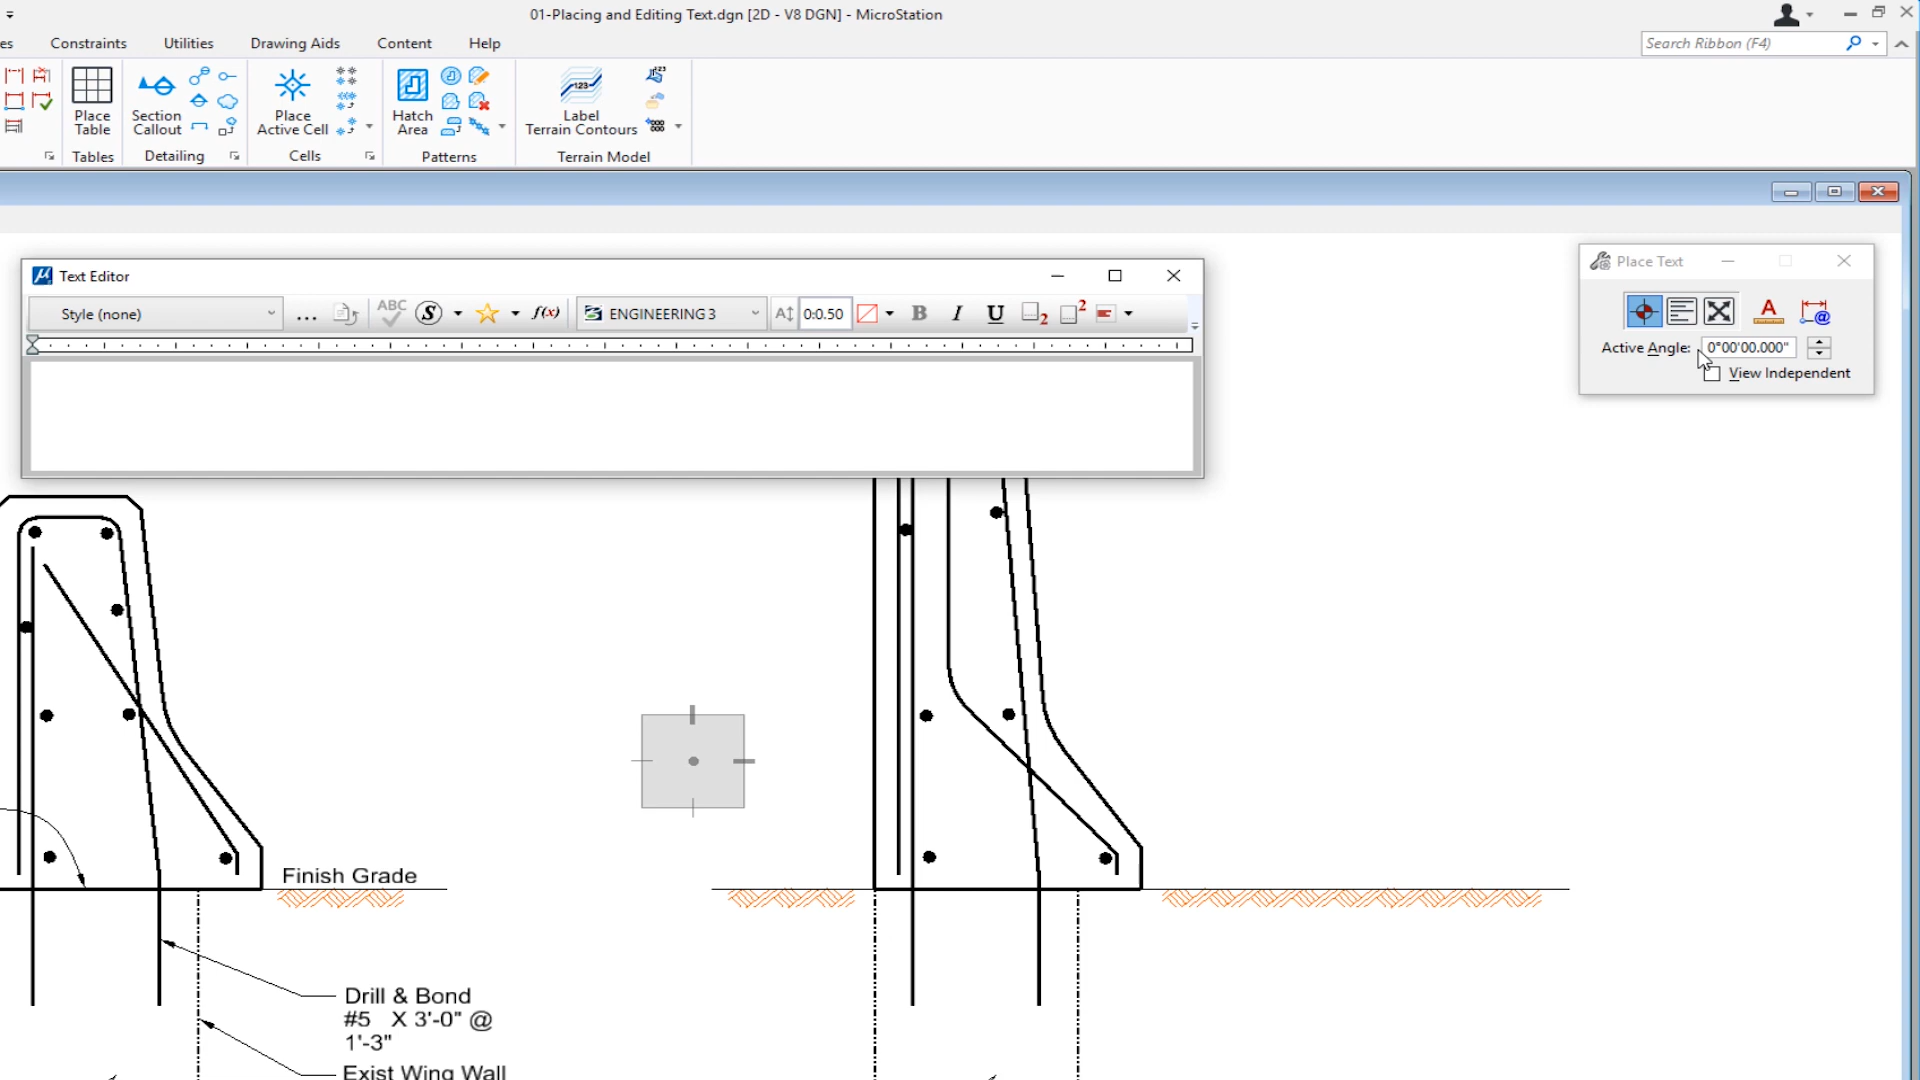 01-Placing and Editing Text.dgn [2D - V8 DGN] - MicroStation
es Constraints Utilities Drawing Aids Content Help
Search Ribbon (F4)
Place Table
Section Callout
Place Active Cell
Hatch Area
Label Terrain Contours
Tables Detailing Cells Patterns Terrain Model
Text Editor
Style (none) ... ABC S f(x) ENGINEERING 3 0:0.50 B I U
Place Text
Active Angle: 0°00'00.000"
View Independent
Finish Grade
Drill & Bond
#5 X 3'-0" @
1'-3"
Exist Wing Wall